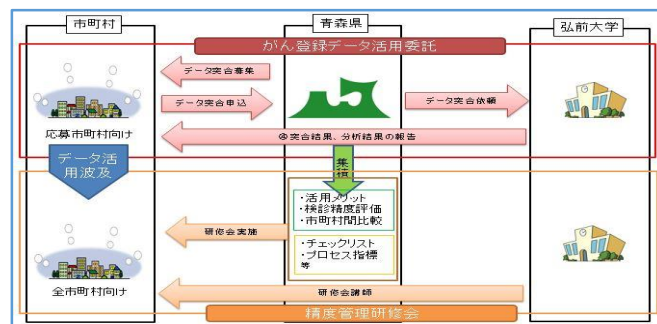 市町村
青森県
弘前大学
がん登録データ活用委託
データ突合募集
データ突合申込
データ突合依頼
応募市町村向け
④突合結果、分析結果の報告
データ活
用波及
集積
・活用メリット
・検診精度評価
・市町村間比較
・チェックリスト
・プロセス指標
等
研修会実施
全市町村向け
研修会講師
精度管理研修会